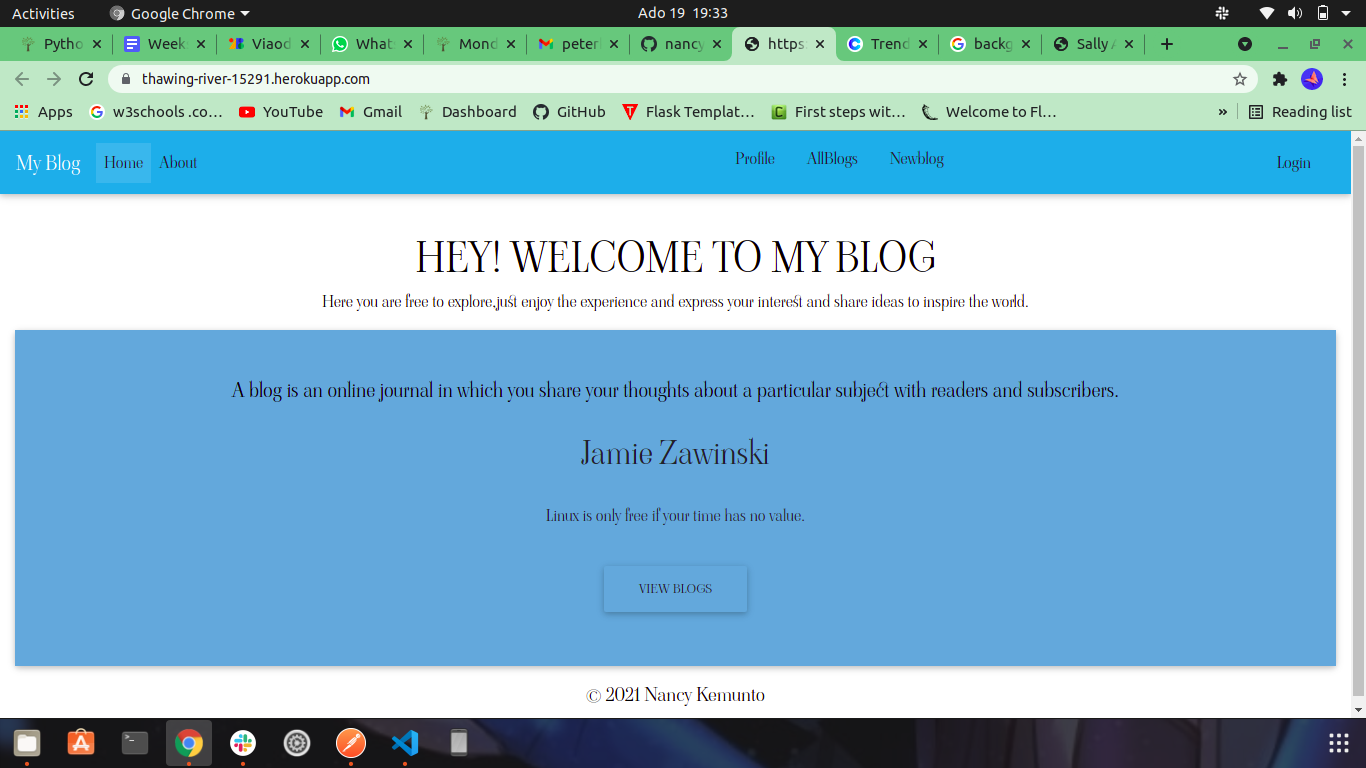 Activities Google Chrome Ado 19 19:33
Pytho Week Viaod What Mond peter nancy https: Trend backg Sally
thawing-river-15291.herokuapp.com
Apps w3schools .co… YouTube Gmail Dashboard GitHub Flask Templat… First steps wit… Welcome to Fl… » Reading list
My Blog Home About Profile AllBlogs Newblog Login
HEY! WELCOME TO MY BLOG
Here you are free to explore,just enjoy the experience and express your interest and share ideas to inspire the world.
A blog is an online journal in which you share your thoughts about a particular subject with readers and subscribers.
Jamie Zawinski
Linux is only free if your time has no value.
VIEW BLOGS
© 2021 Nancy Kemunto